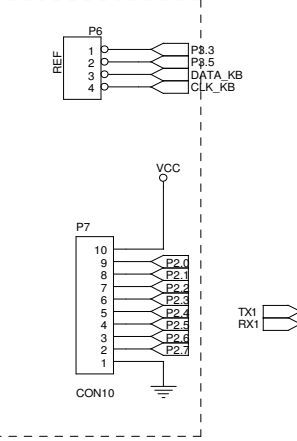 P6
REF
1 P3.3
2 P3.5
3 DATA_KB
4 CLK_KB
VCC
P7
10
9 P2.0
8 P2.1
7 P2.2
6 P2.3
5 P2.4
4 P2.5
3 P2.6
2 P2.7
1
CON10
TX1
RX1